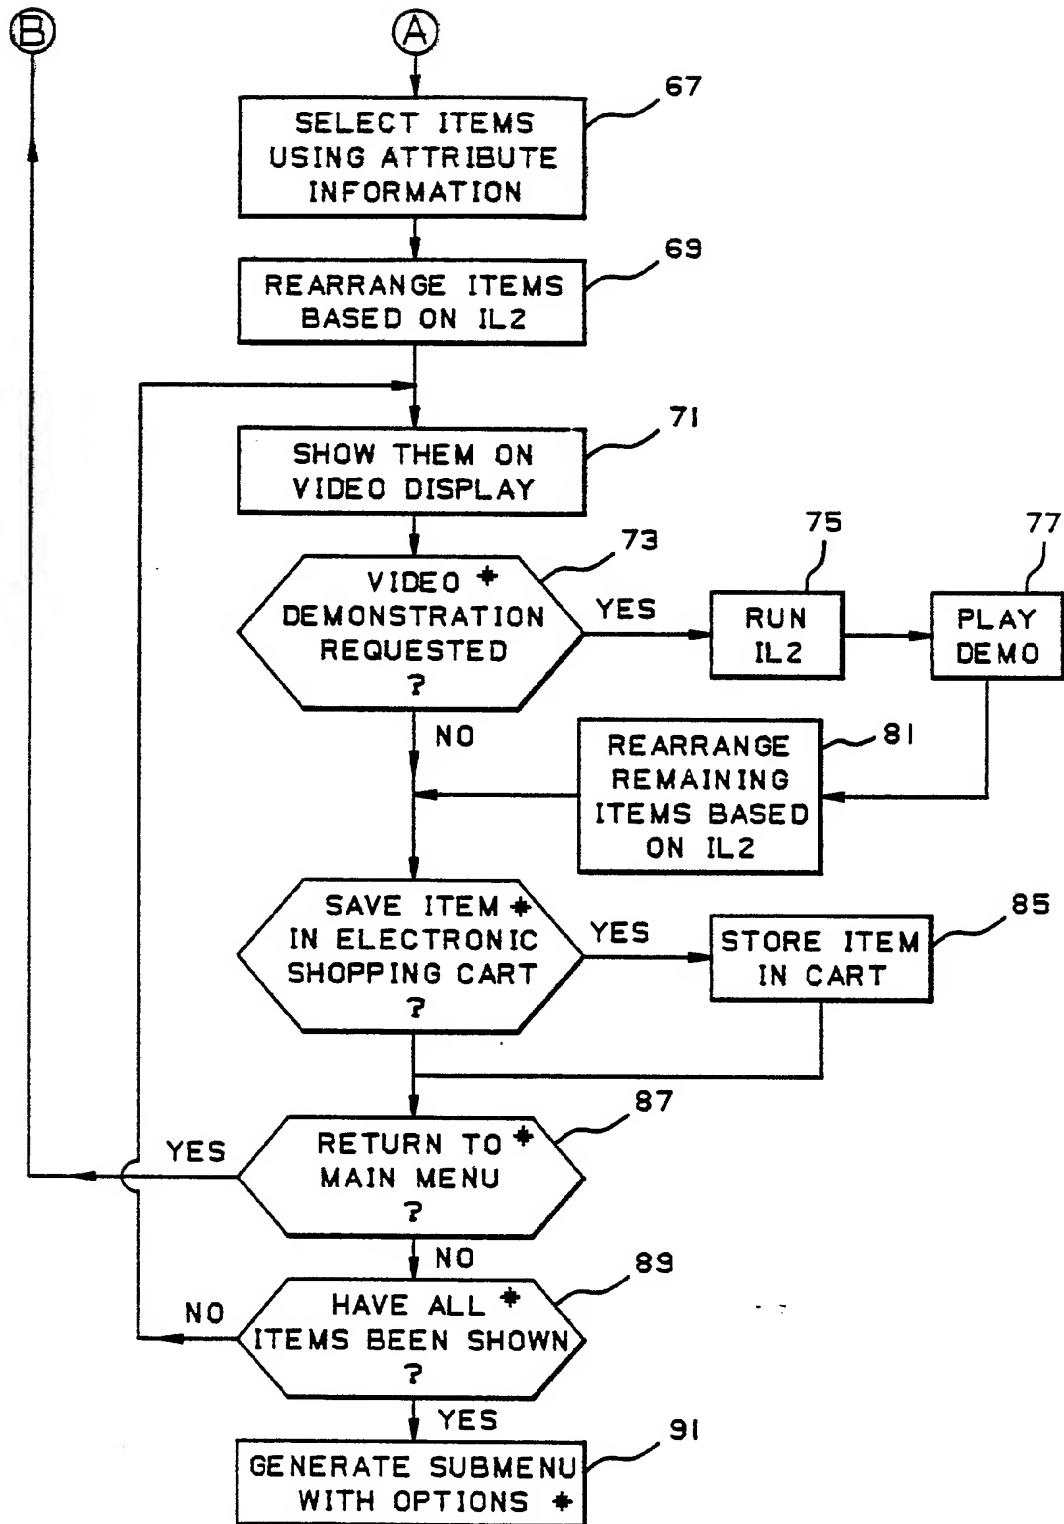 B
A
67
SELECT ITEMS
USING ATTRIBUTE
INFORMATION
69
REARRANGE ITEMS
BASED ON IL2
71
SHOW THEM ON
VIDEO DISPLAY
73
VIDEO *
DEMONSTRATION
REQUESTED
?
YES
75
RUN
IL2
77
PLAY
DEMO
NO
81
REARRANGE
REMAINING
ITEMS BASED
ON IL2
SAVE ITEM *
IN ELECTRONIC
SHOPPING CART
?
YES
85
STORE ITEM
IN CART
87
RETURN TO *
MAIN MENU
?
YES
NO
89
HAVE ALL *
ITEMS BEEN SHOWN
?
NO
YES
91
GENERATE SUBMENU
WITH OPTIONS *